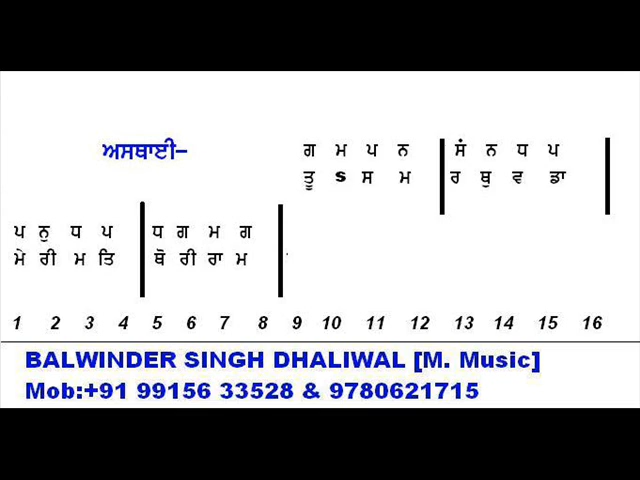 ਅਸਥਾਈ–
ਗ ਮ ਪ ਨ | ਸੰ ਨ ਧ ਪ |
ਤੂ s ਸ ਮ | ਰ ਥੁ ਵ ਡਾ |
ਪ ਨੁ ਧ ਪ | ਧ ਗ ਮ ਗ |
ਮੇ ਰੀ ਮ ਤਿ | ਥੋ ਰੀ ਰਾ ਮ |
1 2 3 4 5 6 7 8 9 10 11 12 13 14 15 16
BALWINDER SINGH DHALIWAL [M. Music]
Mob:+91 99156 33528 & 9780621715